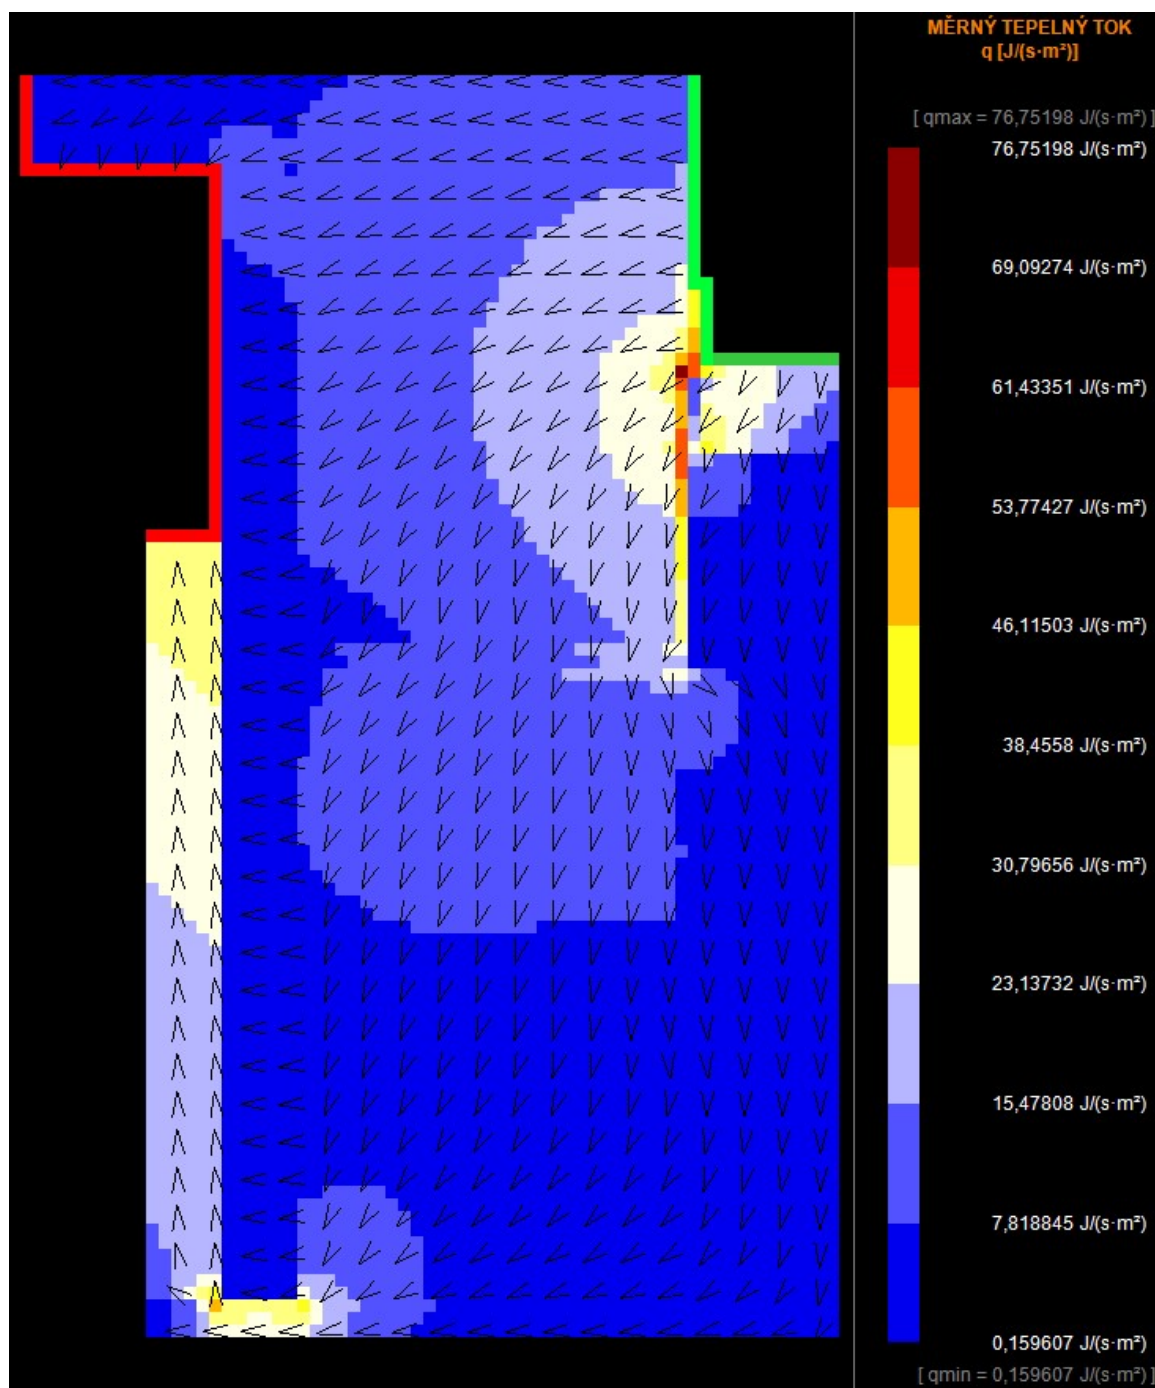 MĚRNÝ TEPELNÝ TOK
q [J/(s·m²)]
[ qmax = 76,75198 J/(s·m²) ]
76,75198 J/(s·m²)
69,09274 J/(s·m²)
61,43351 J/(s·m²)
53,77427 J/(s·m²)
46,11503 J/(s·m²)
38,4558 J/(s·m²)
30,79656 J/(s·m²)
23,13732 J/(s·m²)
15,47808 J/(s·m²)
7,818845 J/(s·m²)
0,159607 J/(s·m²)
[ qmin = 0,159607 J/(s·m²) ]